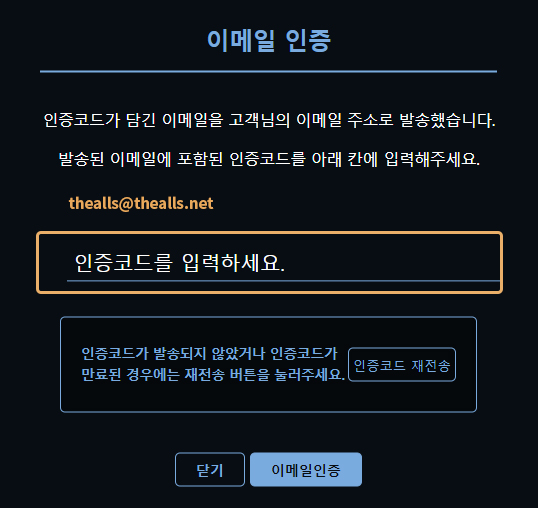 이메일 인증
인증코드가 담긴 이메일을 고객님의 이메일 주소로 발송했습니다.
발송된 이메일에 포함된 인증코드를 아래 칸에 입력해주세요.
thealls@thealls.net
인증코드를 입력하세요.
인증코드가 발송되지 않았거나 인증코드가
만료된 경우에는 재전송 버튼을 눌러주세요.
인증코드 재전송
닫기
이메일인증